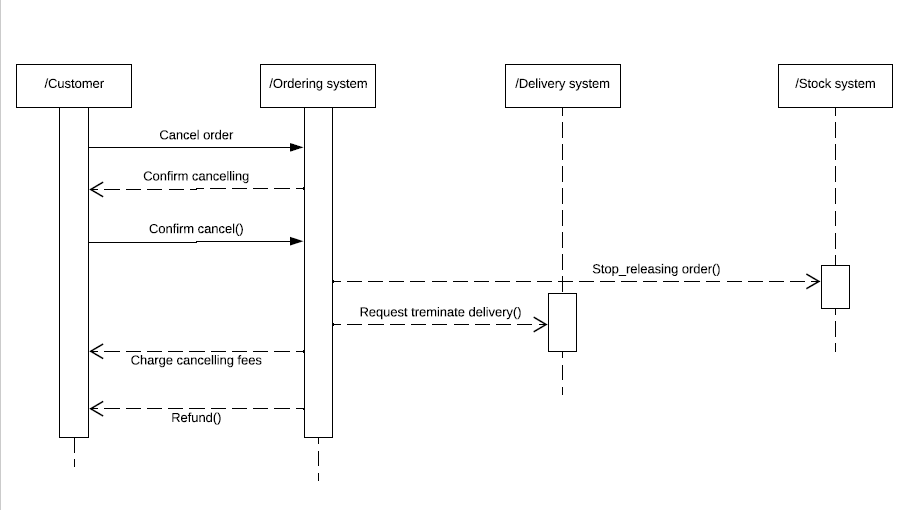 /Customer
/Ordering system
/Delivery system
/Stock system
Cancel order
Confirm cancelling
Confirm cancel()
Stop_releasing order()
Request treminate delivery()
Charge cancelling fees
Refund()